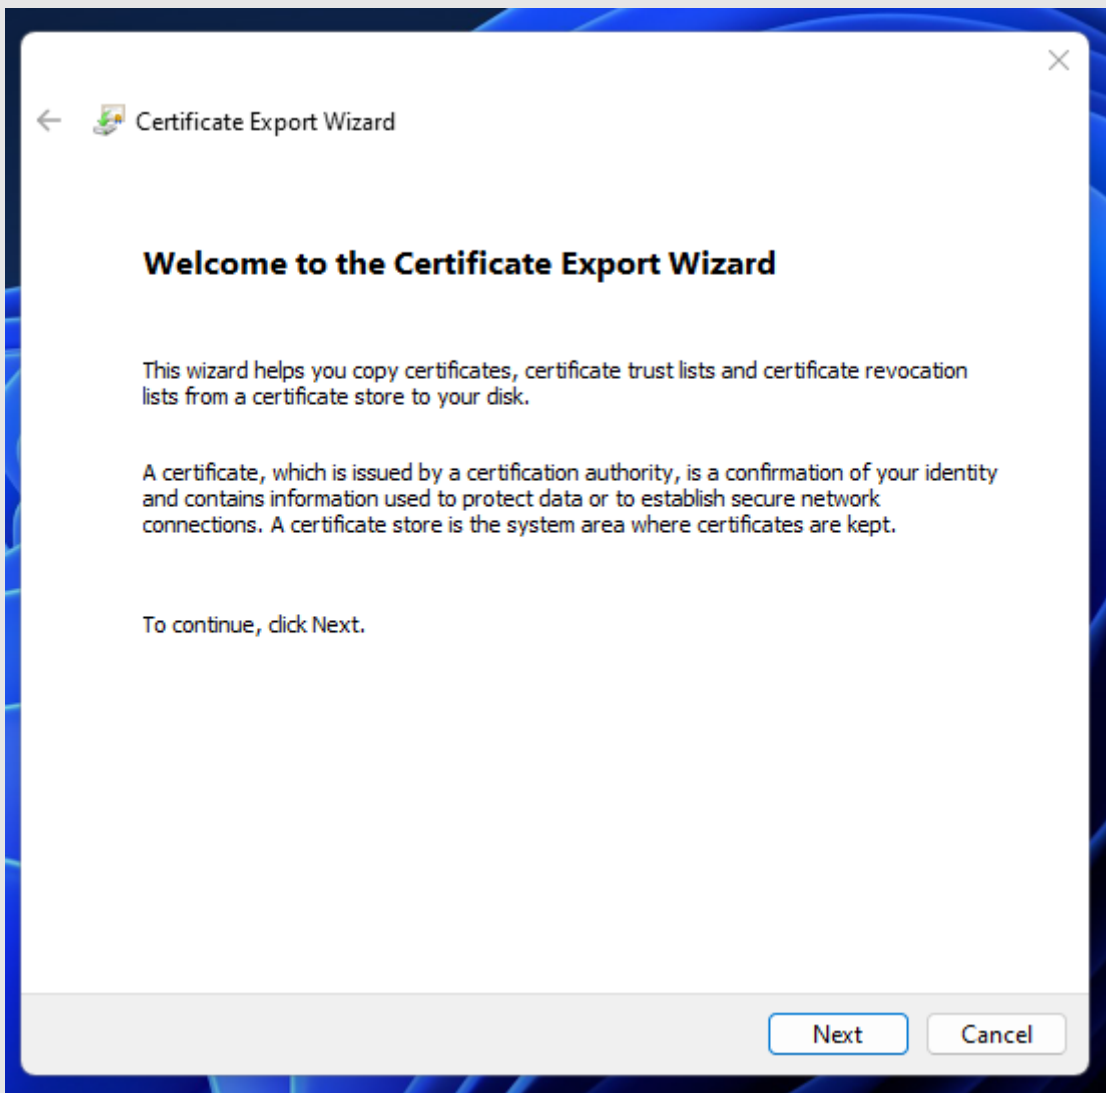 Certificate Export Wizard
Welcome to the Certificate Export Wizard
This wizard helps you copy certificates, certificate trust lists and certificate revocation
lists from a certificate store to your disk.
A certificate, which is issued by a certification authority, is a confirmation of your identity
and contains information used to protect data or to establish secure network
connections. A certificate store is the system area where certificates are kept.
To continue, click Next.
Next
Cancel